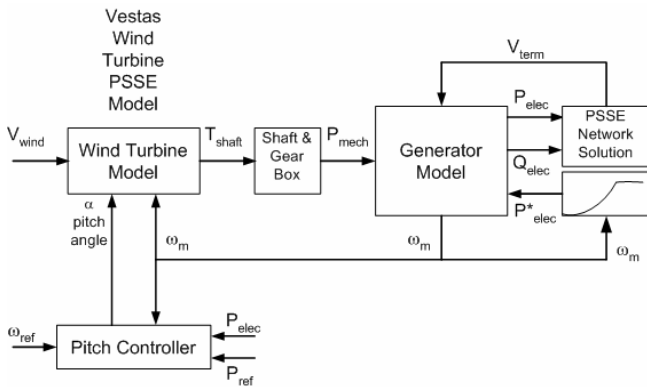 Vestas
Wind
Turbine
PSSE
Model
V_term
P_elec
V_wind
T_shaft
P_mech
Wind Turbine
Model
Shaft &
Gear
Box
Generator
Model
PSSE
Network
Solution
Q_elec
P*_elec
α
pitch
angle
ω_m
ω_m
ω_m
ω_ref
Pitch Controller
P_elec
P_ref